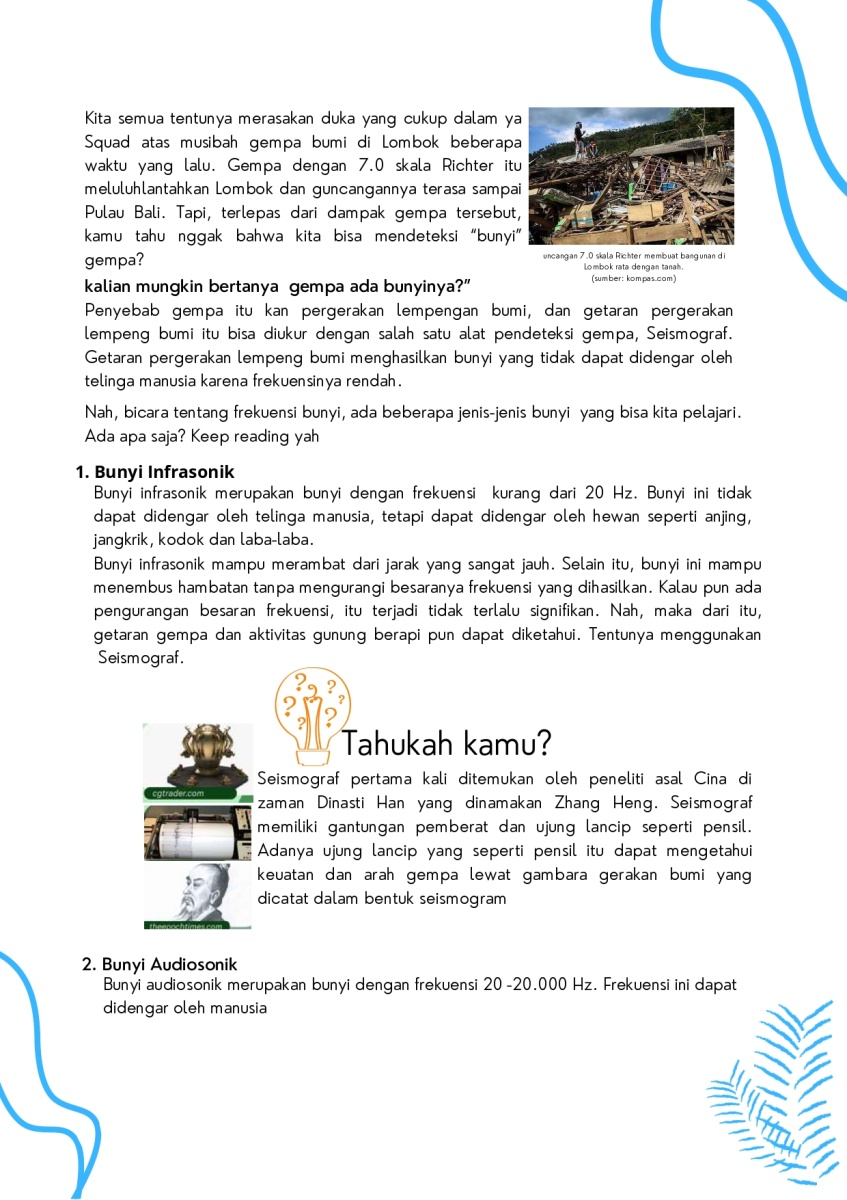 Kita semua tentunya merasakan duka yang cukup dalam ya
Squad atas musibah gempa bumi di Lombok beberapa
waktu yang lalu. Gempa dengan 7.0 skala Richter itu
meluluhlantahkan Lombok dan guncangannya terasa sampai
Pulau Bali. Tapi, terlepas dari dampak gempa tersebut,
kamu tahu nggak bahwa kita bisa mendeteksi “bunyi”
gempa?
uncangan 7.0 skala Richter membuat bangunan di
Lombok rata dengan tanah.
(sumber: kompas.com)
kalian mungkin bertanya gempa ada bunyinya?”
Penyebab gempa itu kan pergerakan lempengan bumi, dan getaran pergerakan
lempeng bumi itu bisa diukur dengan salah satu alat pendeteksi gempa, Seismograf.
Getaran pergerakan lempeng bumi menghasilkan bunyi yang tidak dapat didengar oleh
telinga manusia karena frekuensinya rendah.
Nah, bicara tentang frekuensi bunyi, ada beberapa jenis-jenis bunyi yang bisa kita pelajari.
Ada apa saja? Keep reading yah
1. Bunyi Infrasonik
Bunyi infrasonik merupakan bunyi dengan frekuensi kurang dari 20 Hz. Bunyi ini tidak
dapat didengar oleh telinga manusia, tetapi dapat didengar oleh hewan seperti anjing,
jangkrik, kodok dan laba-laba.
Bunyi infrasonik mampu merambat dari jarak yang sangat jauh. Selain itu, bunyi ini mampu
menembus hambatan tanpa mengurangi besaranya frekuensi yang dihasilkan. Kalau pun ada
pengurangan besaran frekuensi, itu terjadi tidak terlalu signifikan. Nah, maka dari itu,
getaran gempa dan aktivitas gunung berapi pun dapat diketahui. Tentunya menggunakan
Seismograf.
Tahukah kamu?
cgtrader.com
theepochtimes.com
Seismograf pertama kali ditemukan oleh peneliti asal Cina di
zaman Dinasti Han yang dinamakan Zhang Heng. Seismograf
memiliki gantungan pemberat dan ujung lancip seperti pensil.
Adanya ujung lancip yang seperti pensil itu dapat mengetahui
keuatan dan arah gempa lewat gambara gerakan bumi yang
dicatat dalam bentuk seismogram
2. Bunyi Audiosonik
Bunyi audiosonik merupakan bunyi dengan frekuensi 20 -20.000 Hz. Frekuensi ini dapat
didengar oleh manusia